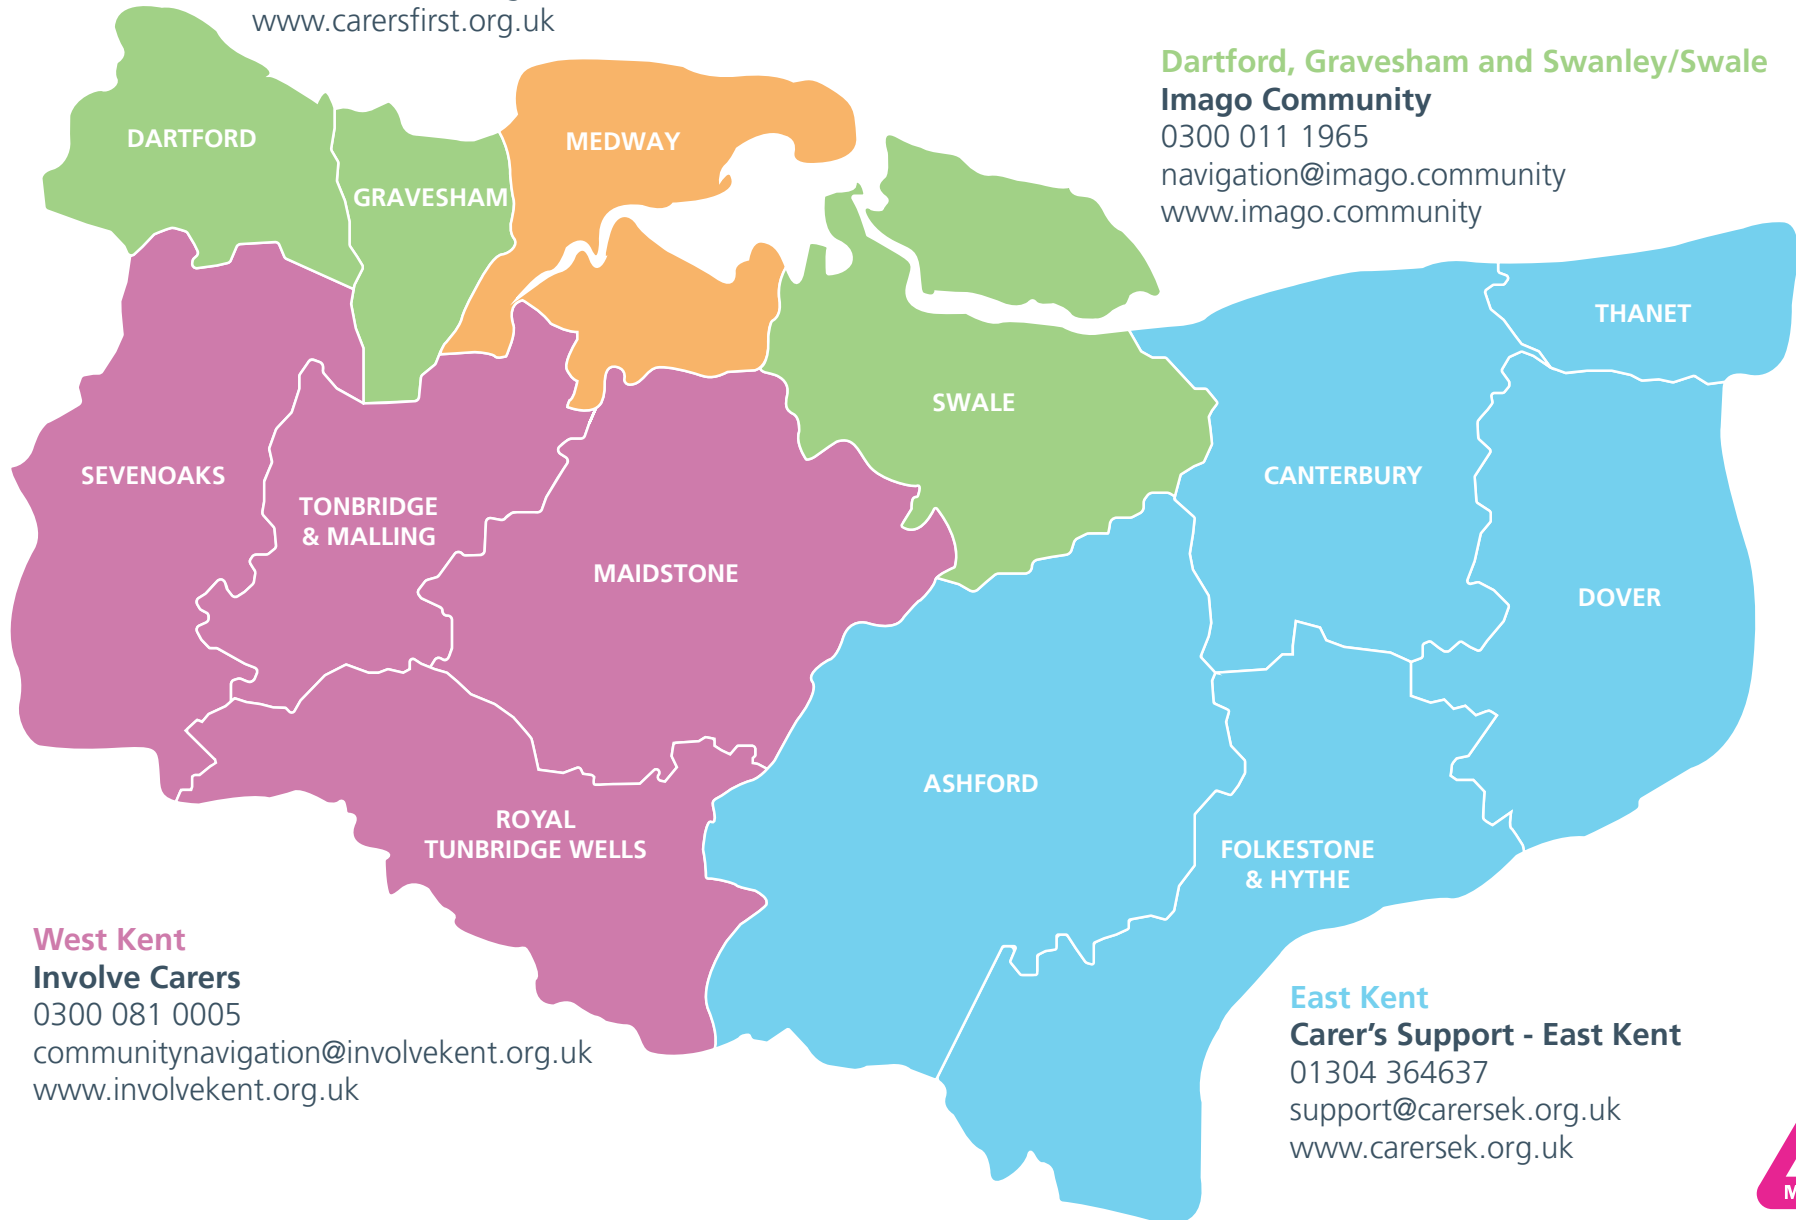 www.carersfirst.org.uk
Dartford, Gravesham and Swanley/Swale
Imago Community
0300 011 1965
navigation@imago.community
www.imago.community
DARTFORD
GRAVESHAM
MEDWAY
THANET
SWALE
SEVENOAKS
TONBRIDGE
& MALLING
MAIDSTONE
CANTERBURY
DOVER
ASHFORD
ROYAL
TUNBRIDGE WELLS
FOLKESTONE
& HYTHE
West Kent
Involve Carers
0300 081 0005
communitynavigation@involvekent.org.uk
www.involvekent.org.uk
East Kent
Carer's Support - East Kent
01304 364637
support@carersek.org.uk
www.carersek.org.uk